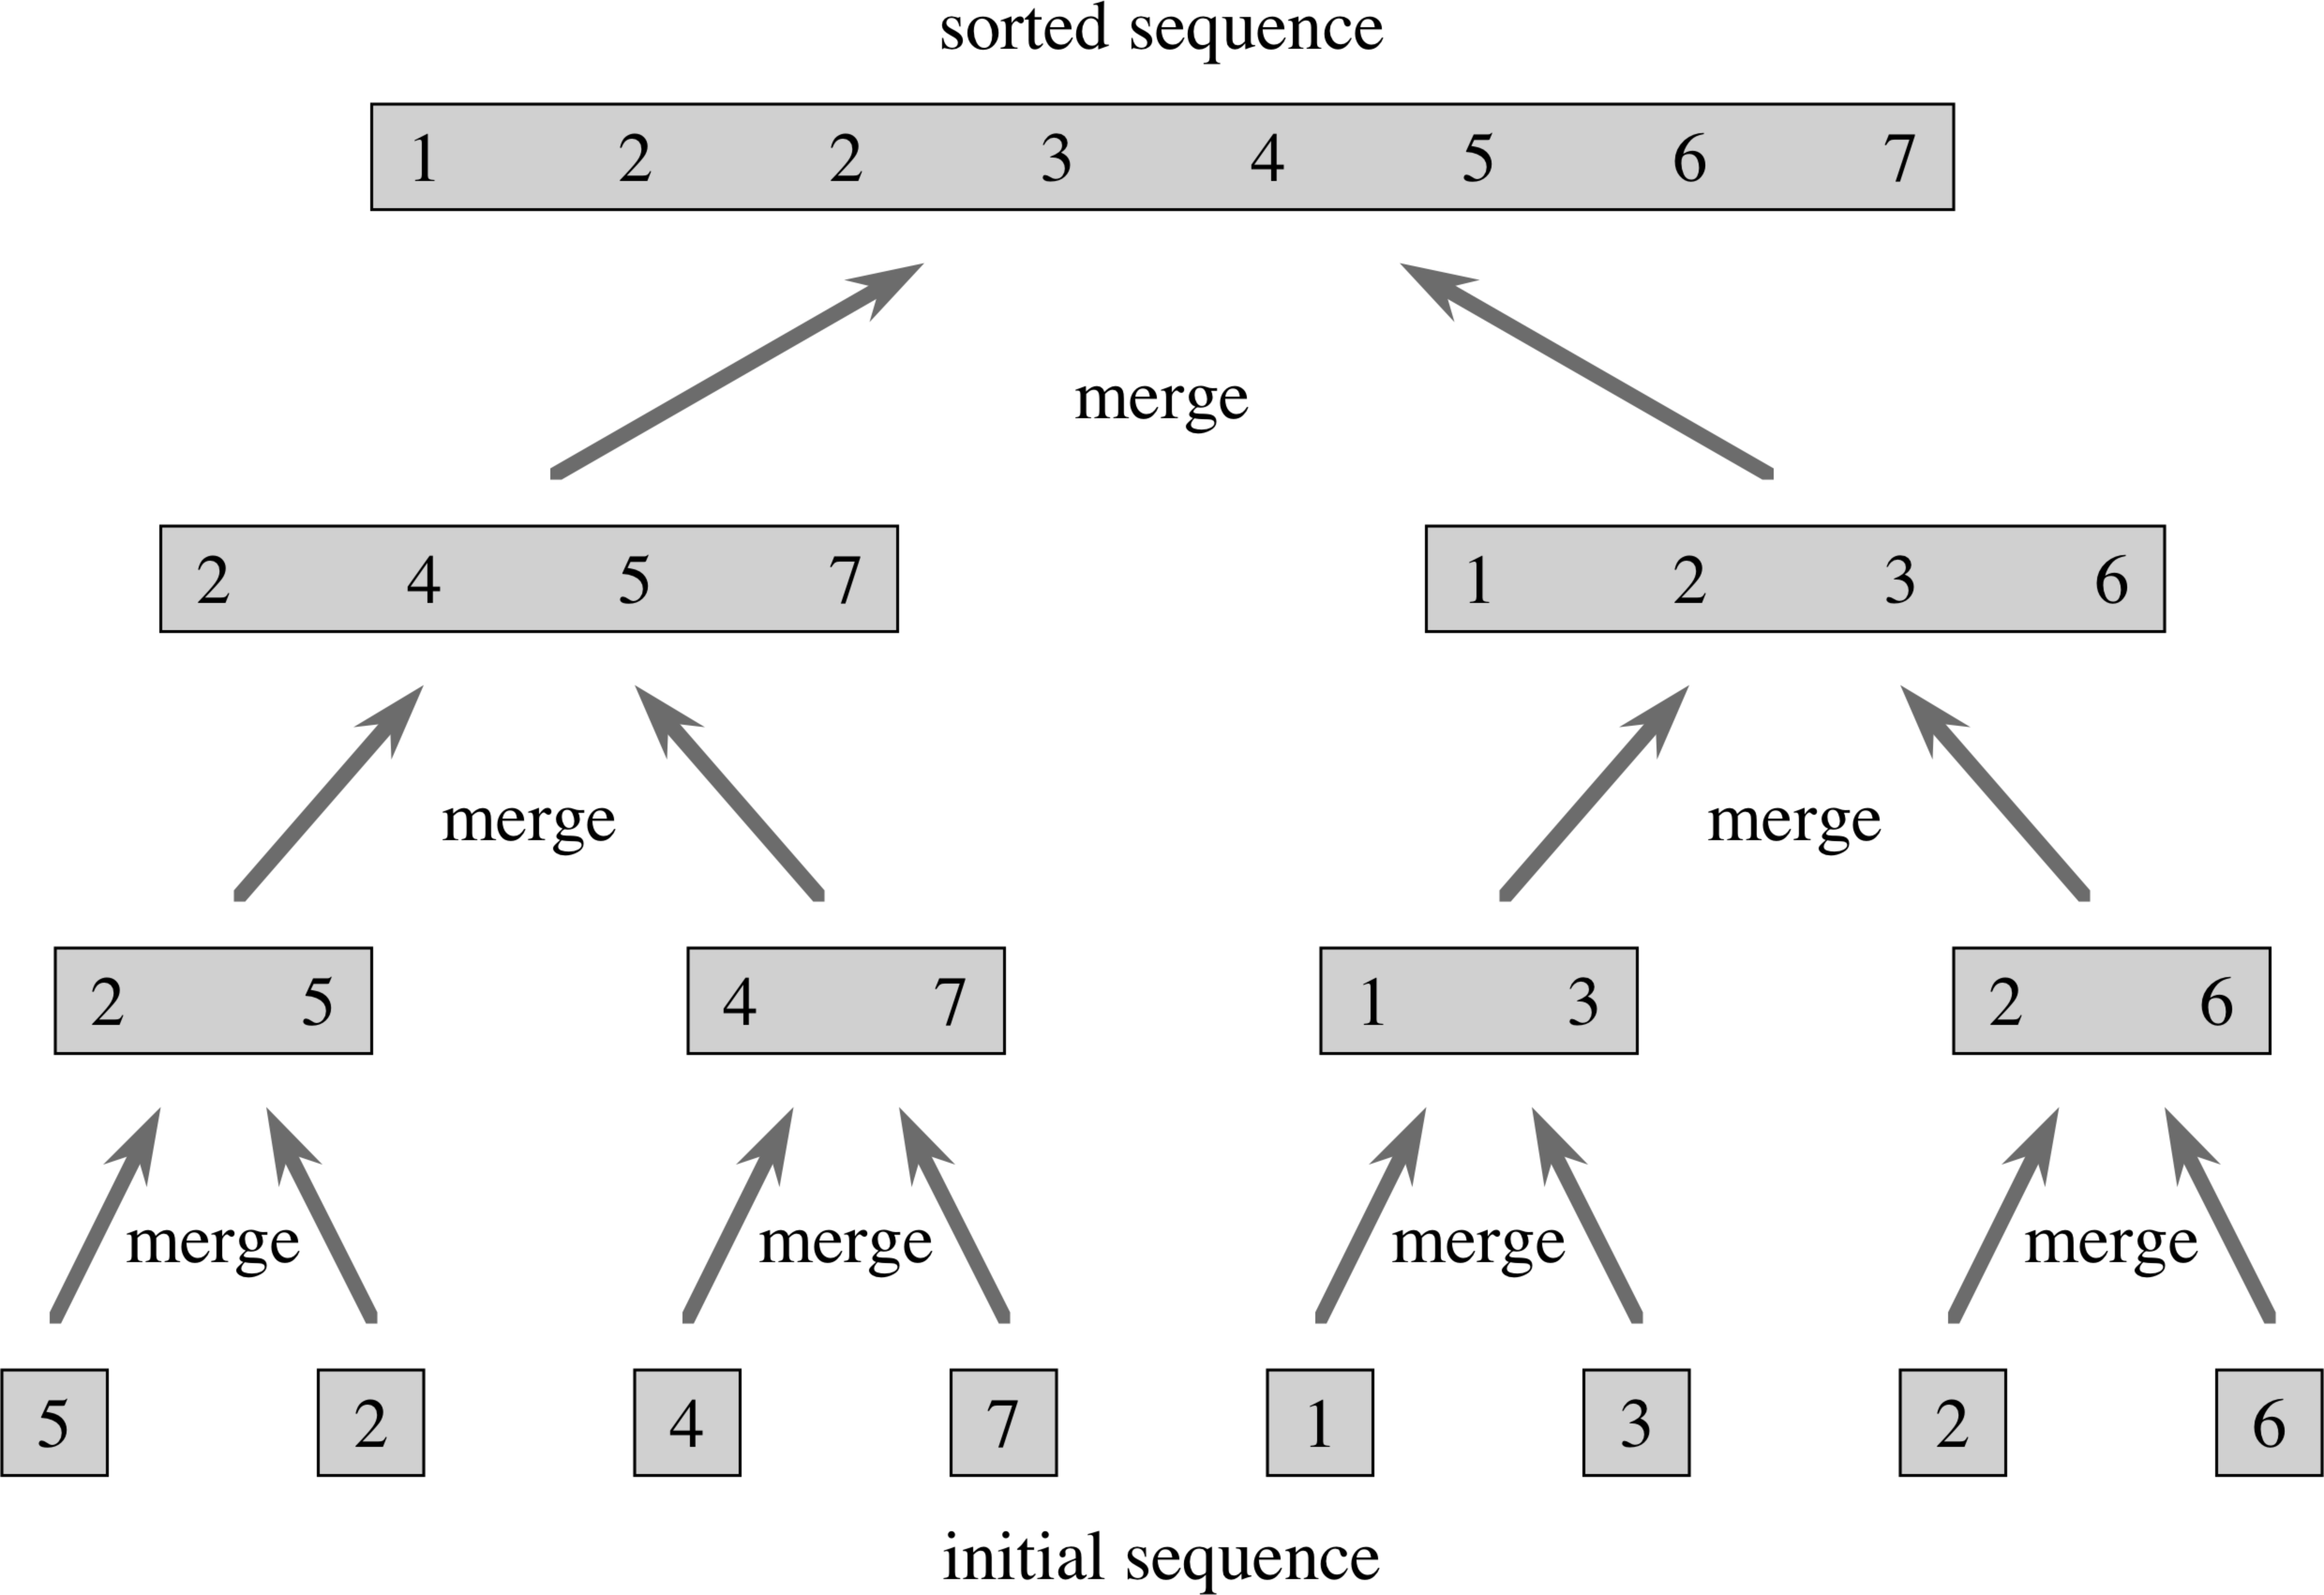 sorted sequence
1 2 2 3 4 5 6 7
merge
2 4 5 7 1 2 3 6
merge merge
2 5 4 7 1 3 2 6
merge merge merge merge
5 2 4 7 1 3 2 6
initial sequence